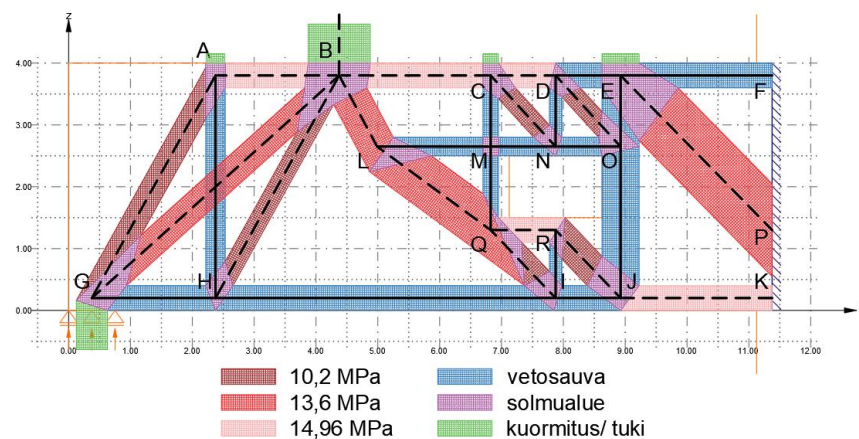 z
A B C D E F
4.00
3.00
L M N O
2.00
Q R P
1.00
G H I J K
0.00
0.00 1.00 2.00 3.00 4.00 5.00 6.00 7.00 8.00 9.00 10.00 11.00 12.00
10,2 MPa vetosauva
13,6 MPa solmualue
14,96 MPa kuormitus/ tuki